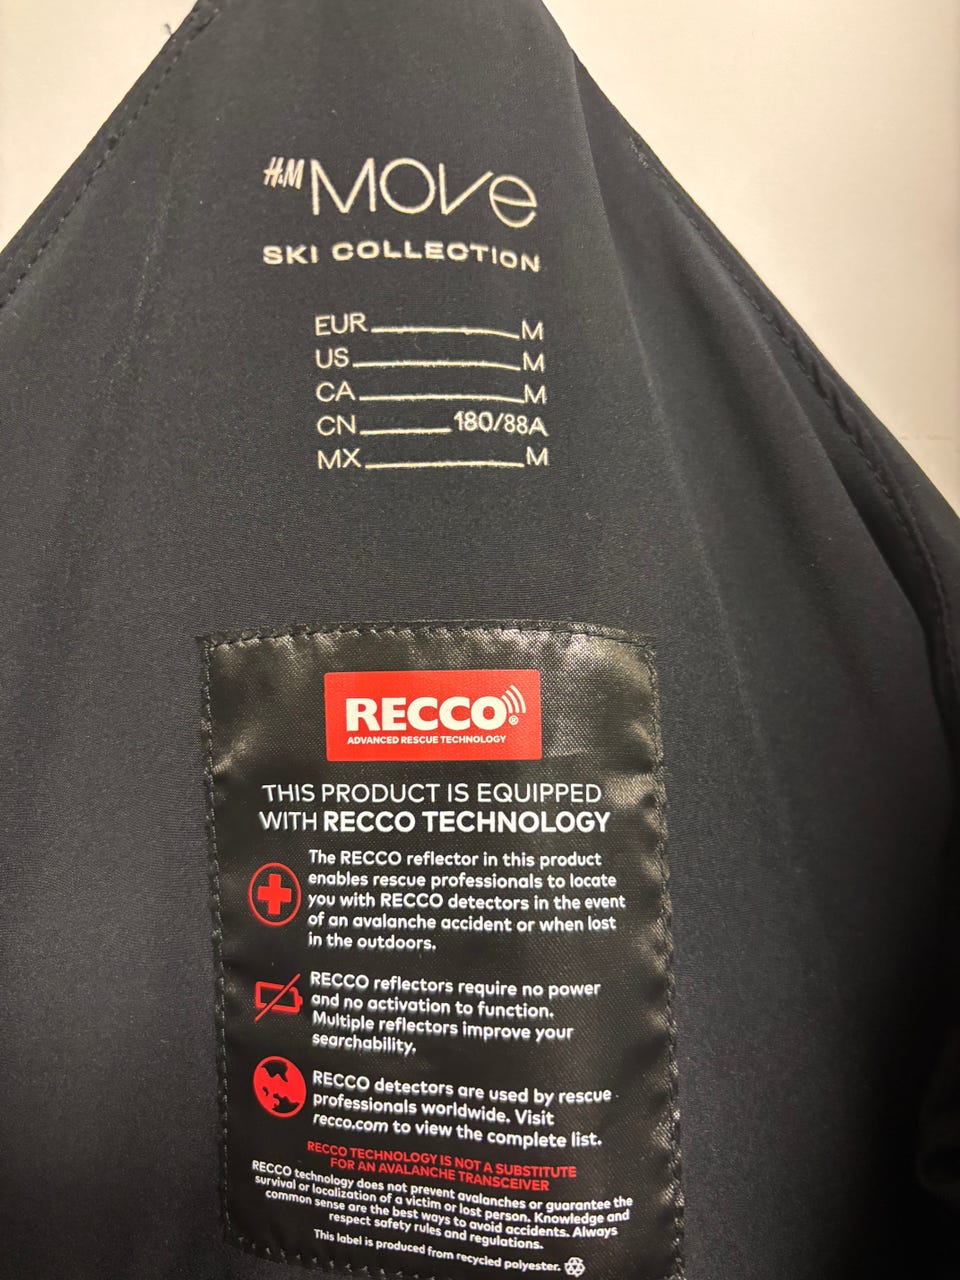 H&M MOVE
SKI COLLECTION
EUR M
US M
CA M
CN 180/88A
MX M
RECCO®
ADVANCED RESCUE TECHNOLOGY
THIS PRODUCT IS EQUIPPED
WITH RECCO TECHNOLOGY
The RECCO reflector in this product
enables rescue professionals to locate
you with RECCO detectors in the event
of an avalanche accident or when lost
in the outdoors.
RECCO reflectors require no power
and no activation to function.
Multiple reflectors improve your
searchability.
RECCO detectors are used by rescue
professionals worldwide. Visit
recco.com to view the complete list.
RECCO TECHNOLOGY IS NOT A SUBSTITUTE
FOR AN AVALANCHE TRANSCEIVER
RECCO technology does not prevent avalanches or guarantee the
survival or localization of a victim or lost person. Knowledge and
common sense are the best ways to avoid accidents. Always
respect safety rules and regulations.
This label is produced from recycled polyester.